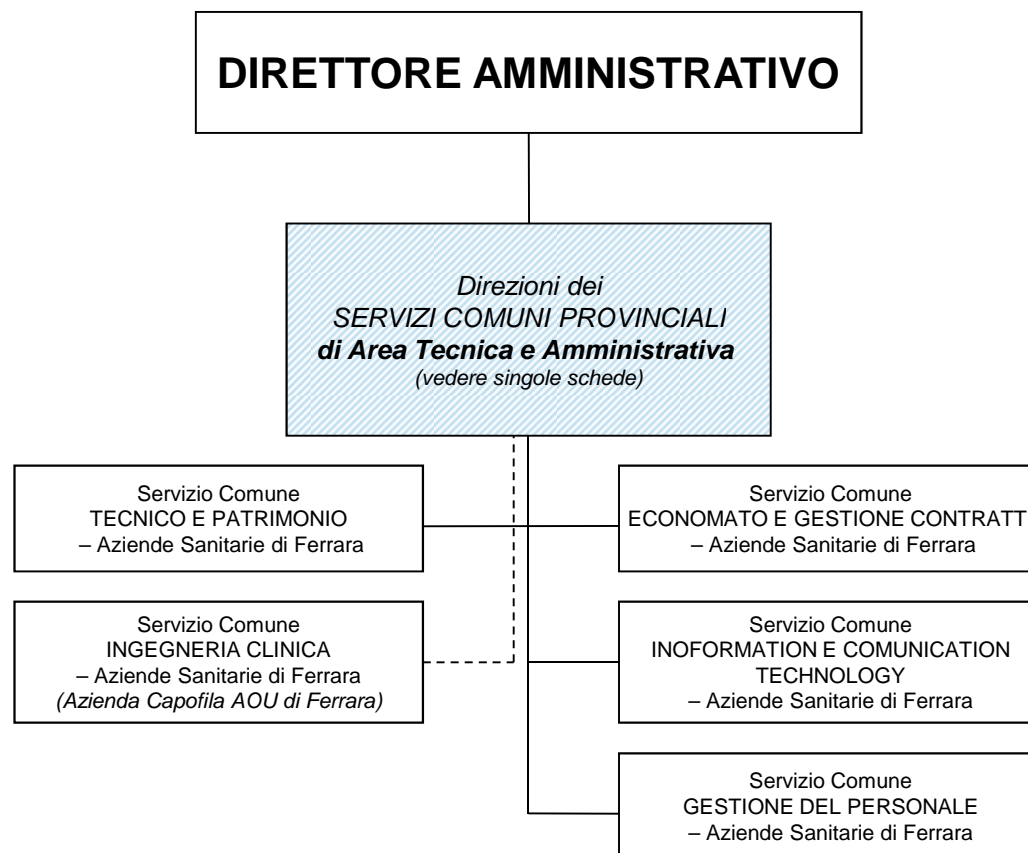 DIRETTORE AMMINISTRATIVO
Direzioni dei
SERVIZI COMUNI PROVINCIALI
di Area Tecnica e Amministrativa
(vedere singole schede)
Servizio Comune
TECNICO E PATRIMONIO
– Aziende Sanitarie di Ferrara
Servizio Comune
ECONOMATO E GESTIONE CONTRATT
– Aziende Sanitarie di Ferrara
Servizio Comune
INGEGNERIA CLINICA
– Aziende Sanitarie di Ferrara
(Azienda Capofila AOU di Ferrara)
Servizio Comune
INOFORMATION E COMUNICATION
TECHNOLOGY
– Aziende Sanitarie di Ferrara
Servizio Comune
GESTIONE DEL PERSONALE
– Aziende Sanitarie di Ferrara